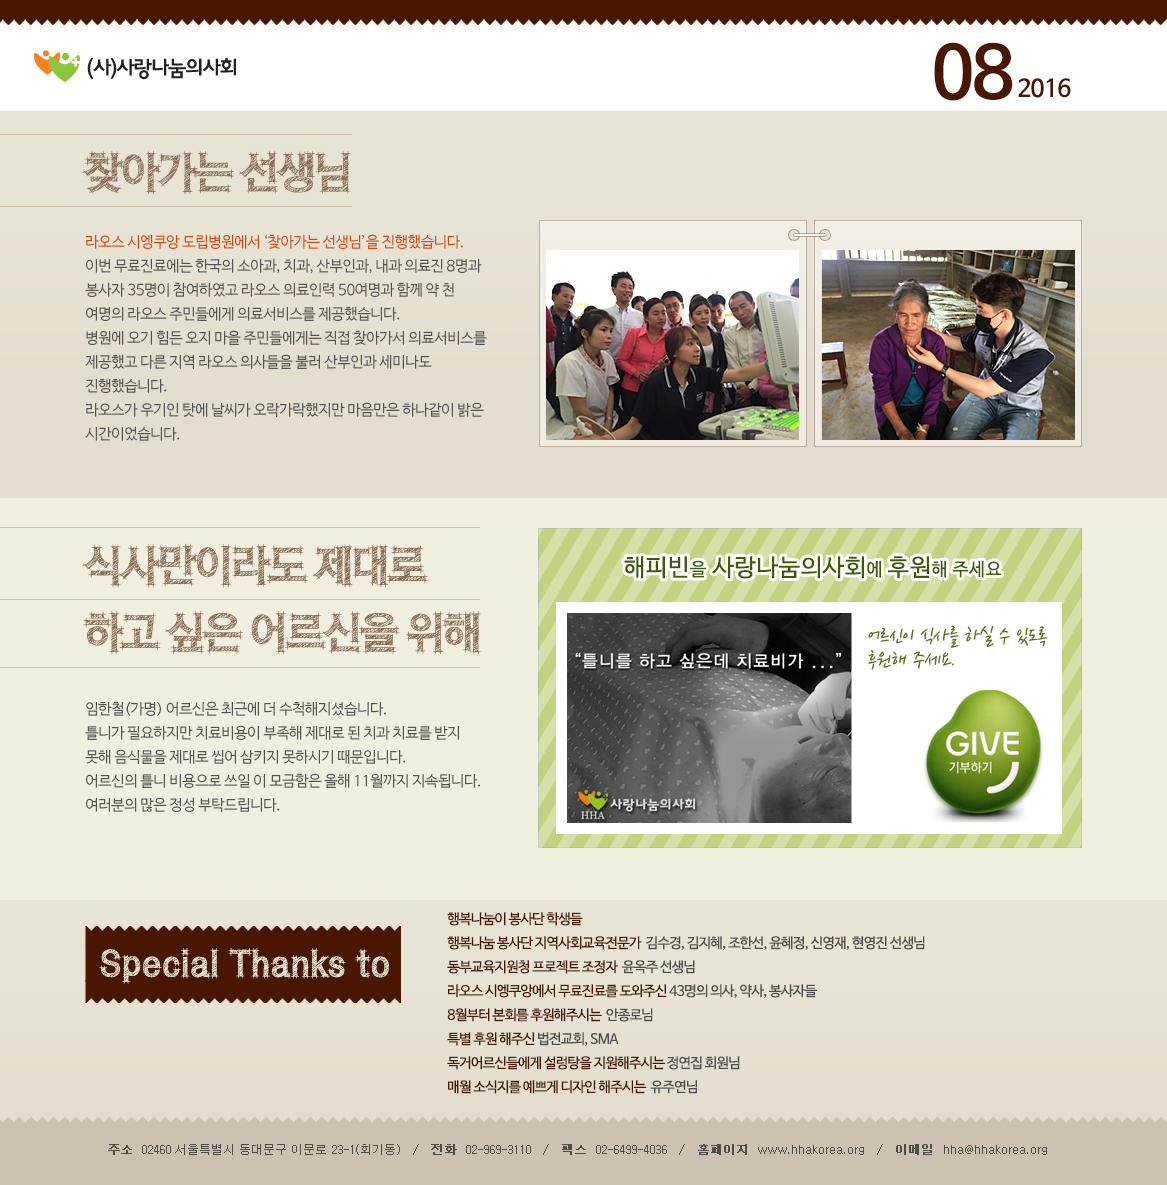 (사)사랑나눔의사회
08 2016
찾아가는 선생님
라오스 시엥쿠앙 도립병원에서 ‘찾아가는 선생님’을 진행했습니다.
이번 무료진료에는 한국의 소아과, 치과, 산부인과, 내과 의료진 8명과
봉사자 35명이 참여하였고 라오스 의료인력 50여명과 함께 약 천
여명의 라오스 주민들에게 의료서비스를 제공했습니다.
병원에 오기 힘든 오지 마을 주민들에게는 직접 찾아가서 의료서비스를
제공했고 다른 지역 라오스 의사들을 불러 산부인과 세미나도
진행했습니다.
라오스가 우기인 탓에 날씨가 오락가락했지만 마음만은 하나같이 밝은
시간이었습니다.
식사만이라도 제대로
하고 싶은 어르신을 위해
임한철(가명) 어르신은 최근에 더 수척해지셨습니다.
틀니가 필요하지만 치료비용이 부족해 제대로 된 치과 치료를 받지
못해 음식물을 제대로 씹어 삼키지 못하시기 때문입니다.
어르신의 틀니 비용으로 쓰일 이 모금함은 올해 11월까지 지속됩니다.
여러분의 많은 정성 부탁드립니다.
해피빈을 사랑나눔의사회에 후원해 주세요
“틀니를 하고 싶은데 치료비가 ...”
사랑나눔의사회
HHA
어르신이 식사를 하실 수 있도록
후원해 주세요.
GIVE
기부하기
Special Thanks to
행복나눔이 봉사단 학생들
행복나눔 봉사단 지역사회교육전문가 김수경, 김지혜, 조한선, 윤혜정, 신영재, 현영진 선생님
동부교육지원청 프로젝트 조정자 윤옥주 선생님
라오스 시엥쿠앙에서 무료진료를 도와주신 43명의 의사, 약사, 봉사자들
8월부터 본회를 후원해주시는 안종로님
특별 후원 해주신 법전교회, SMA
독거어르신들에게 설렁탕을 지원해주시는 정연집 회원님
매월 소식지를 예쁘게 디자인 해주시는 유주연님
주소 02460 서울특별시 동대문구 이문로 23-1(회기동) / 전화 02-969-3110 / 팩스 02-6499-4036 / 홈페이지 www.hhakorea.org / 이메일 hha@hhakorea.org